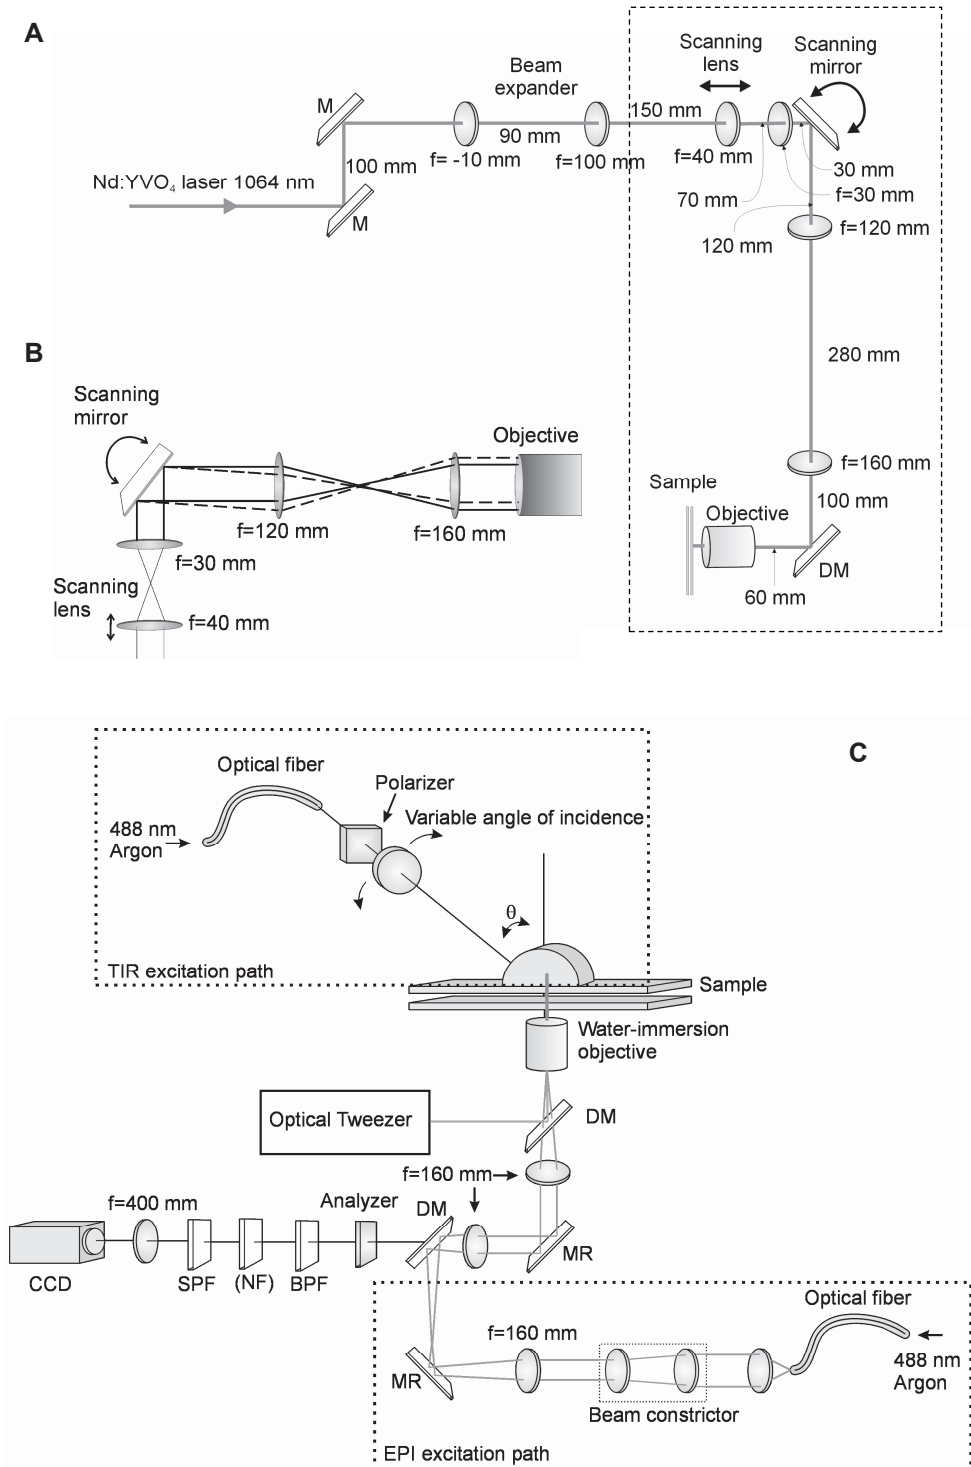 A
Scanning
lens
Scanning
mirror
Beam
expander
M
150 mm
90 mm
100 mm
f= -10 mm
f=100 mm
f=40 mm
30 mm
Nd:YVO4 laser 1064 nm
70 mm
f=30 mm
M
120 mm
f=120 mm
B
280 mm
Scanning
mirror
Objective
f=160 mm
Sample
100 mm
Objective
f=120 mm
f=160 mm
f=30 mm
DM
Scanning
lens
60 mm
f=40 mm
C
Optical fiber
Polarizer
Variable angle of incidence
488 nm
Argon
θ
TIR excitation path
Sample
Water-immersion
objective
Optical Tweezer
DM
f=160 mm
f=400 mm
Analyzer
DM
MR
CCD
SPF
(NF)
BPF
Optical fiber
f=160 mm
488 nm
Argon
MR
Beam constrictor
EPI excitation path